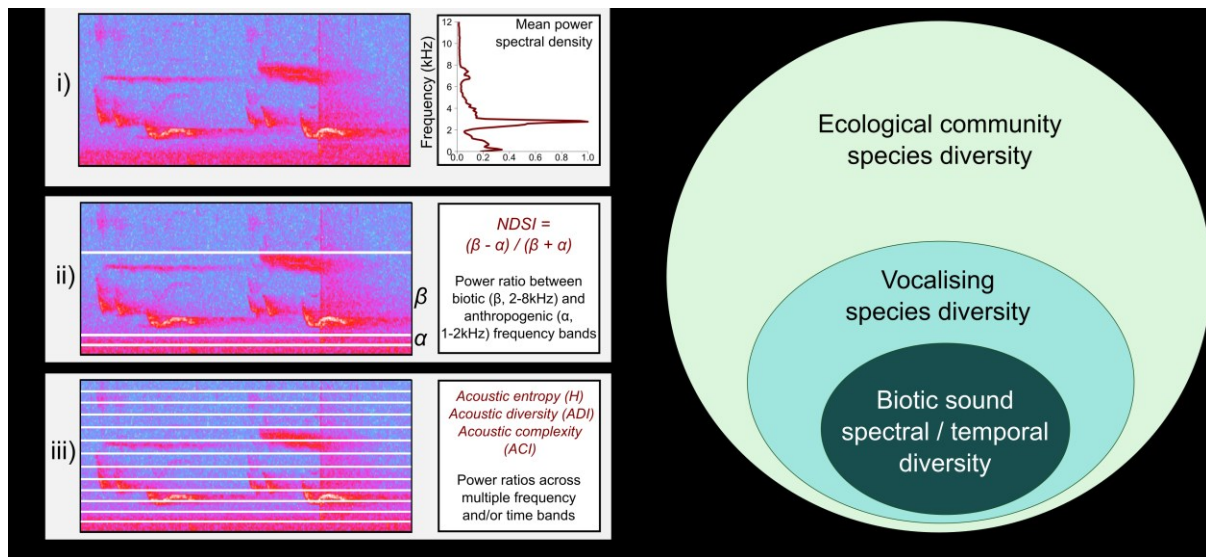 i)
Mean power
spectral density
Frequency (kHz)
12
10
8
6
4
2
0
0.0 0.2 0.4 0.6 0.8 1.0
ii)
β
α
NDSI =
(β - α) / (β + α)
Power ratio between
biotic (β, 2-8kHz) and
anthropogenic (α,
1-2kHz) frequency bands
iii)
Acoustic entropy (H)
Acoustic diversity (ADI)
Acoustic complexity
(ACI)
Power ratios across
multiple frequency
and/or time bands
Ecological community
species diversity
Vocalising
species diversity
Biotic sound
spectral / temporal
diversity